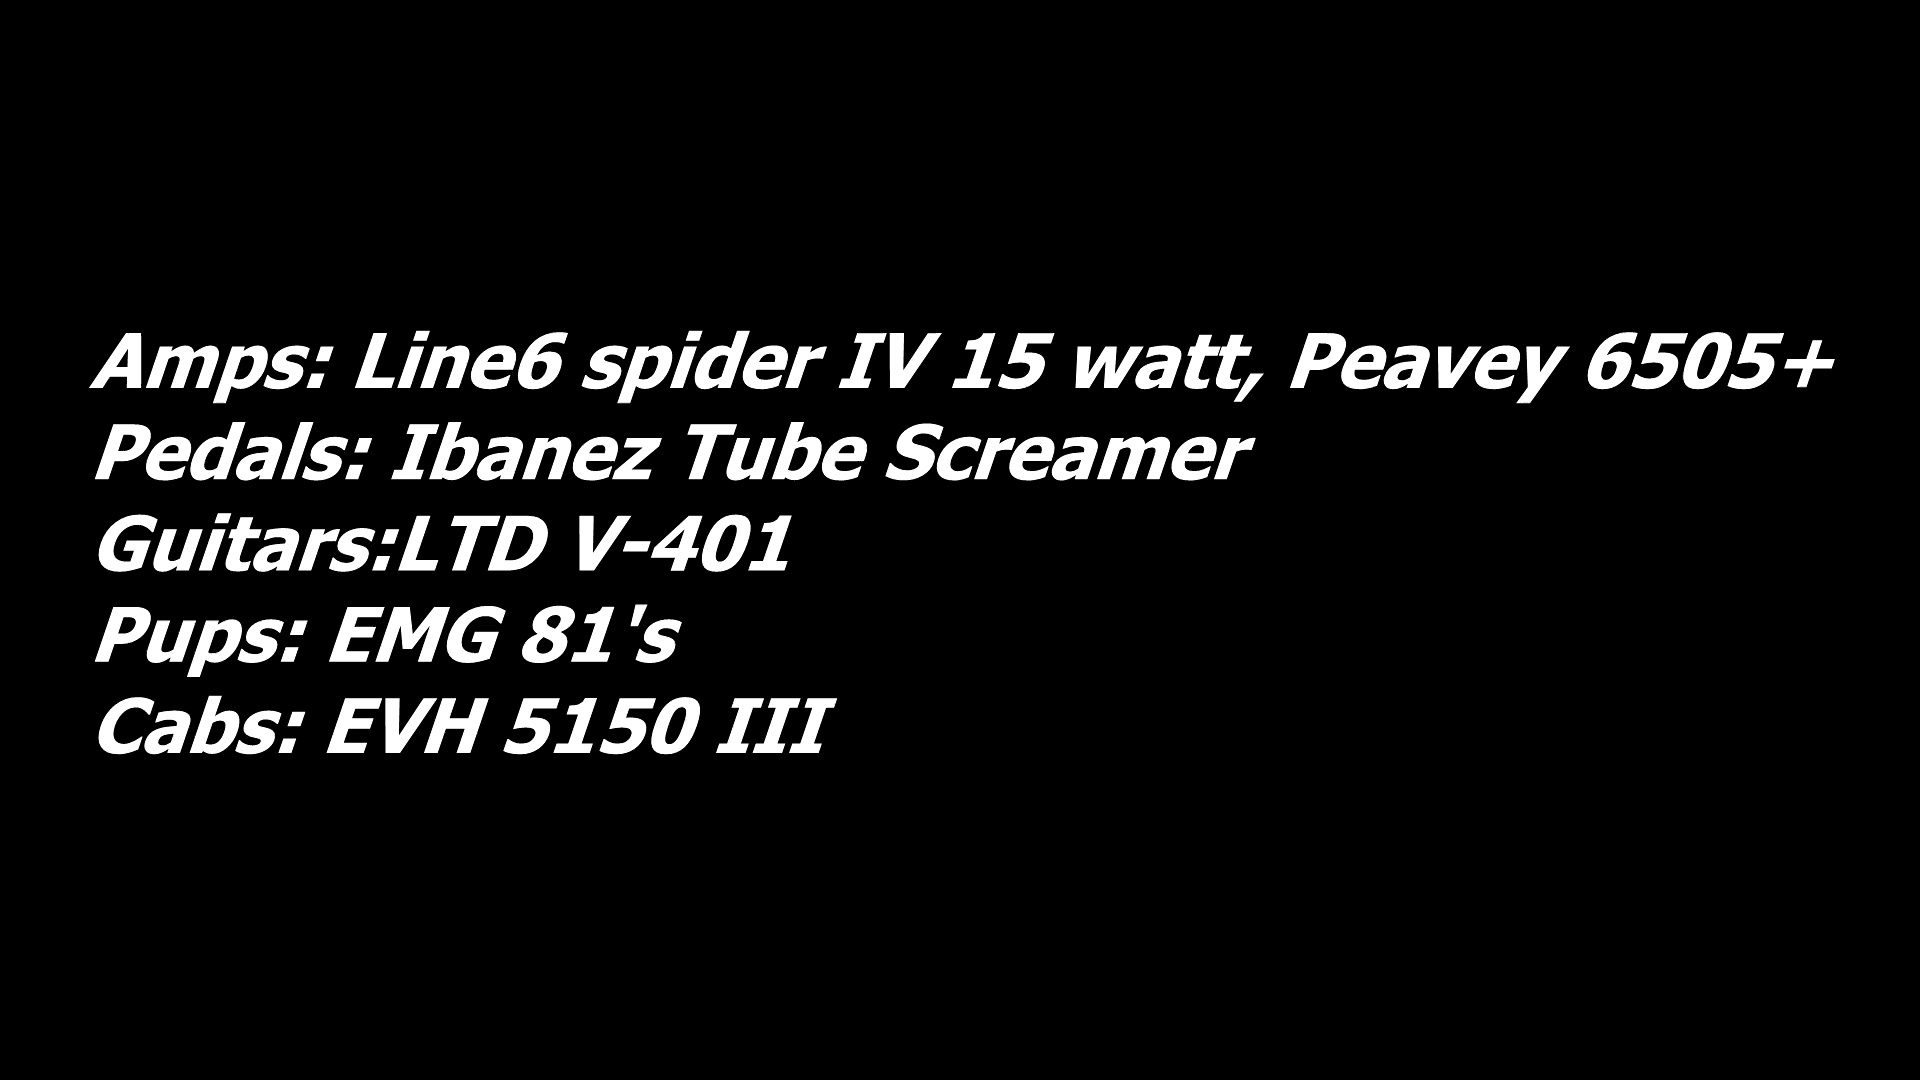 Amps: Line6 spider IV 15 watt, Peavey 6505+
Pedals: Ibanez Tube Screamer
Guitars:LTD V-401
Pups: EMG 81's
Cabs: EVH 5150 III